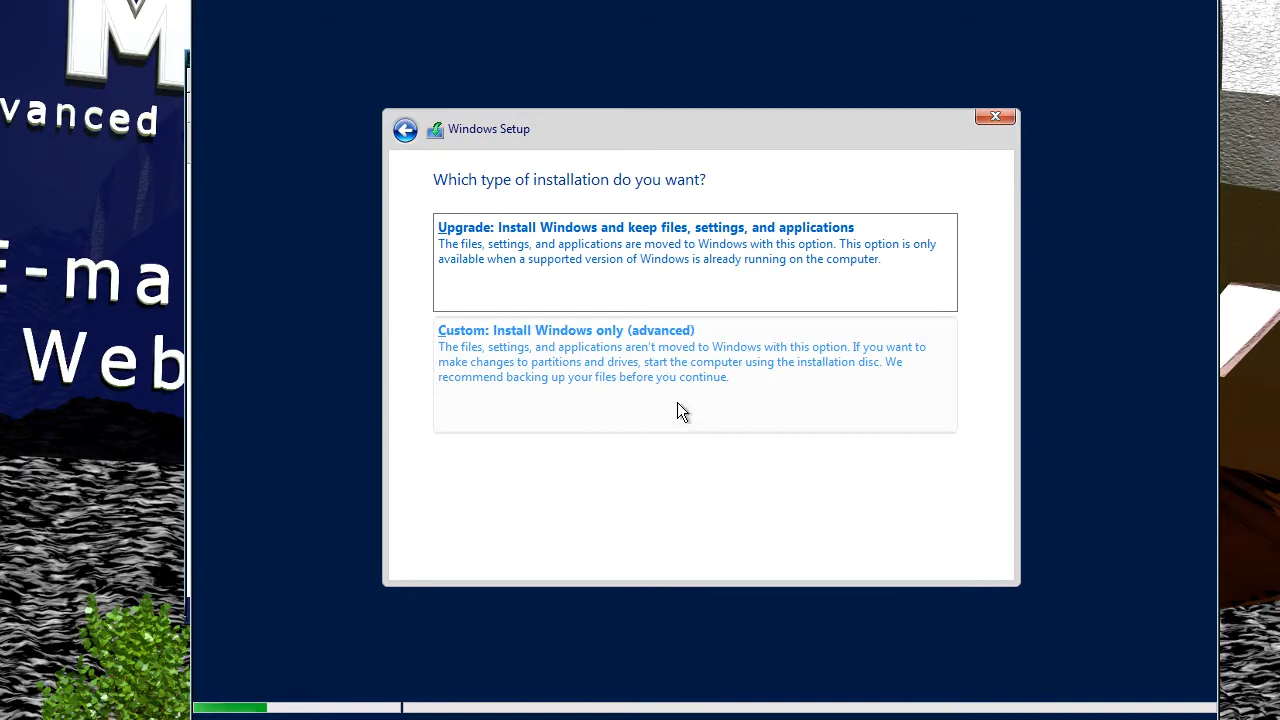 M
vanced
E-ma
Web
Windows Setup
Which type of installation do you want?
Upgrade: Install Windows and keep files, settings, and applications
The files, settings, and applications are moved to Windows with this option. This option is only
available when a supported version of Windows is already running on the computer.
Custom: Install Windows only (advanced)
The files, settings, and applications aren't moved to Windows with this option. If you want to
make changes to partitions and drives, start the computer using the installation disc. We
recommend backing up your files before you continue.